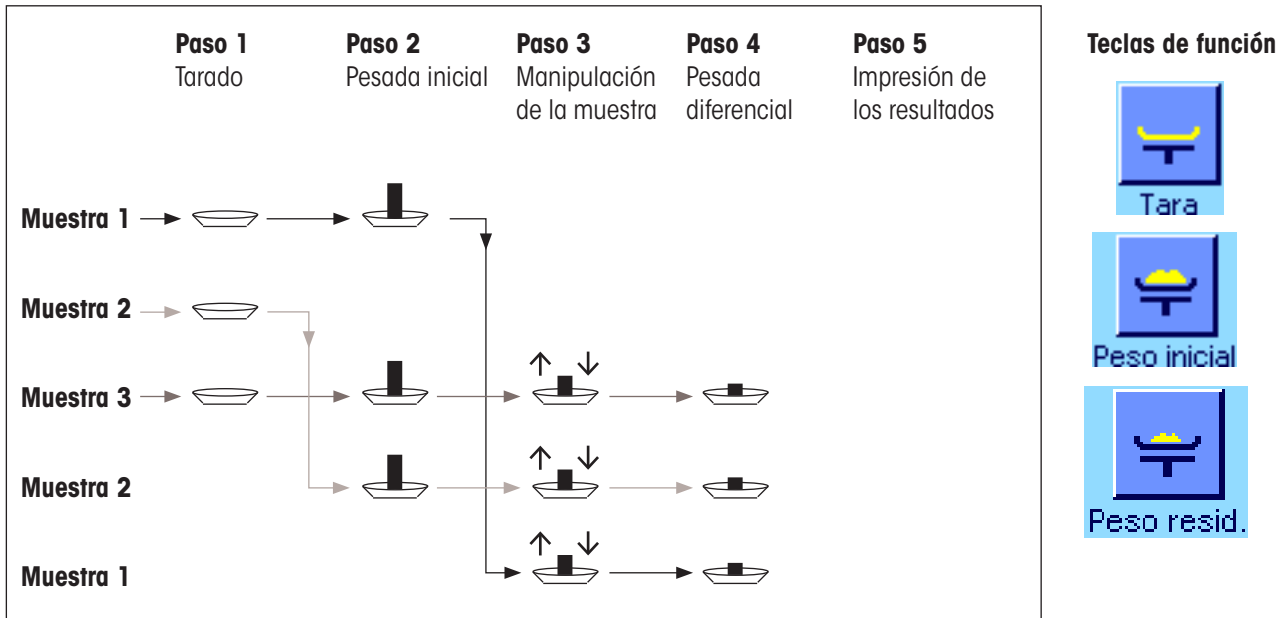 Paso 1
Tarado
Paso 2
Pesada inicial
Paso 3
Manipulación
de la muestra
Paso 4
Pesada
diferencial
Paso 5
Impresión de
los resultados
Teclas de función
Muestra 1
Muestra 2
Muestra 3
Muestra 2
Muestra 1
Tara
Peso inicial
Peso resid.